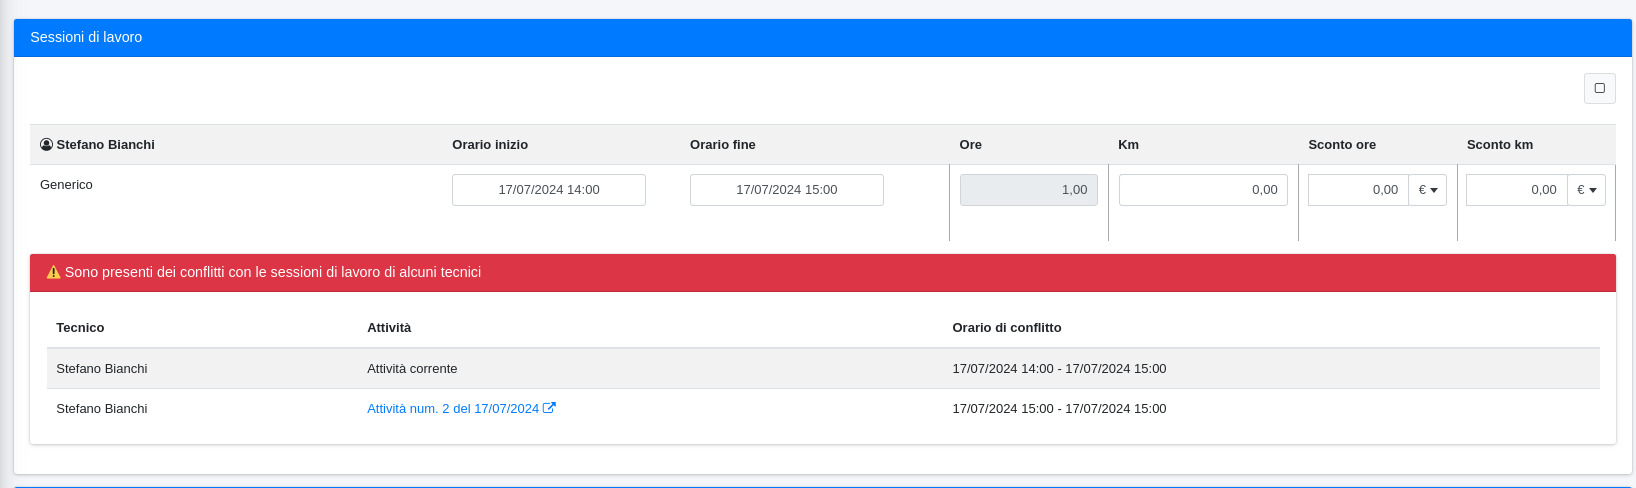 Sessioni di lavoro
Stefano Bianchi Orario inizio Orario fine Ore Km Sconto ore Sconto km
Generico 17/07/2024 14:00 17/07/2024 15:00 1,00 0,00 0,00 € 0,00 €
Sono presenti dei conflitti con le sessioni di lavoro di alcuni tecnici
Tecnico Attività Orario di conflitto
Stefano Bianchi Attività corrente 17/07/2024 14:00 - 17/07/2024 15:00
Stefano Bianchi Attività num. 2 del 17/07/2024 17/07/2024 15:00 - 17/07/2024 15:00